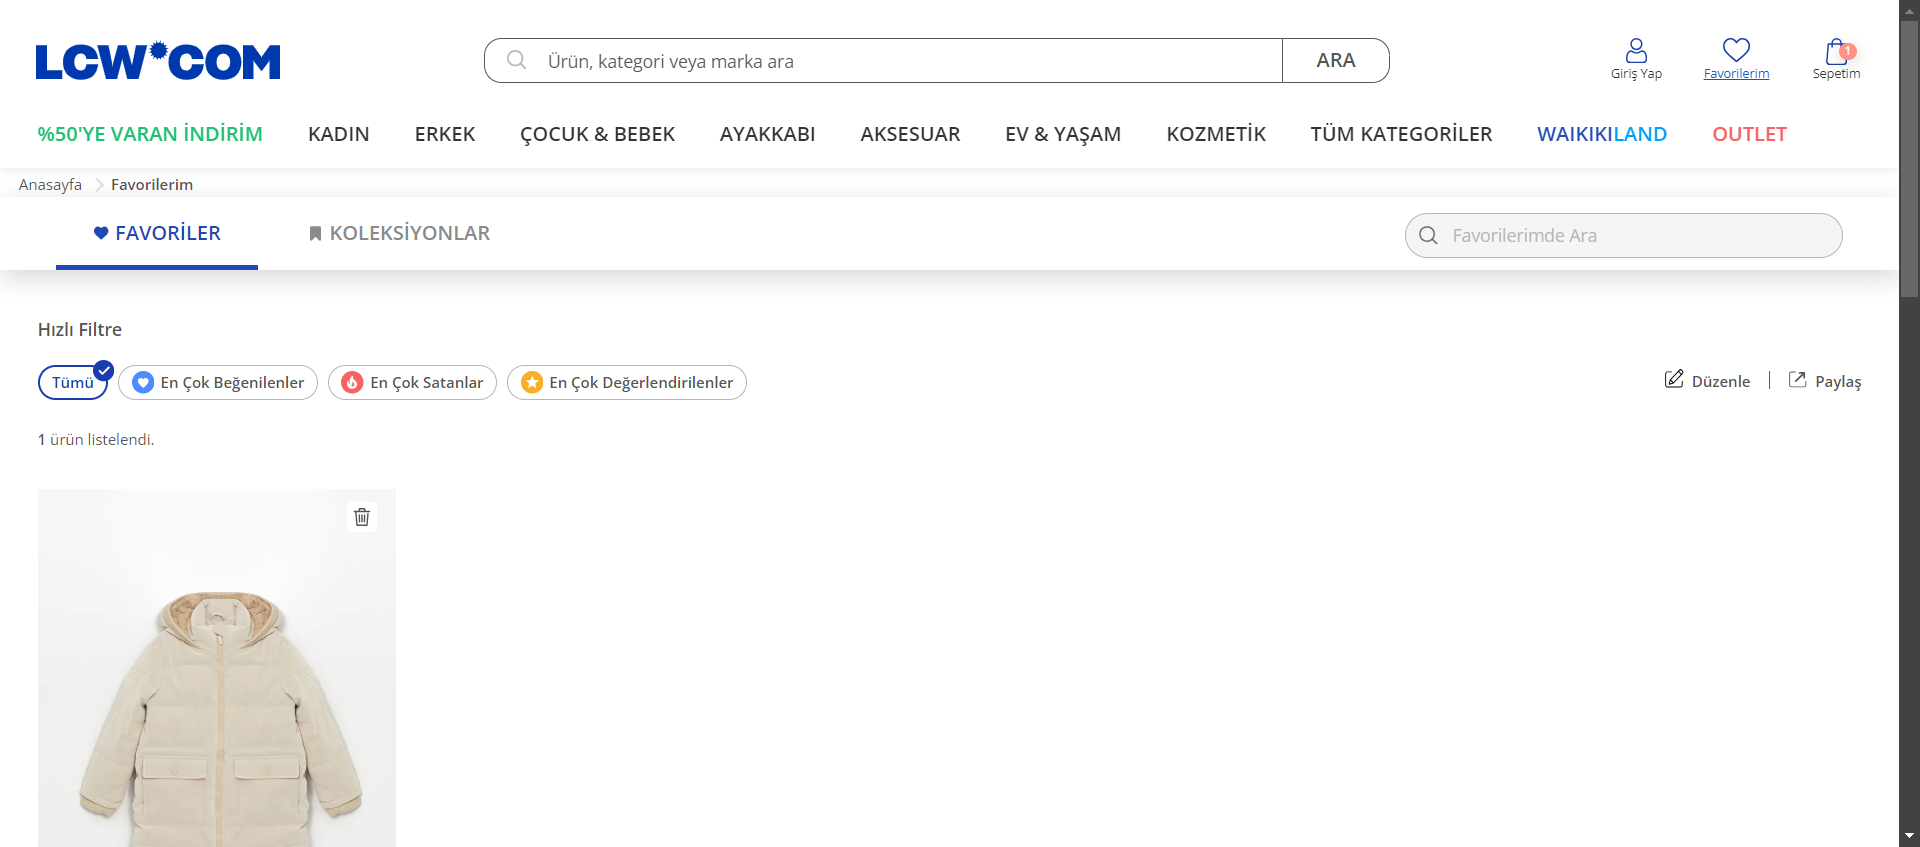 LCW COM
Ürün, kategori veya marka ara
ARA
Giriş Yap
Favorilerim
1
Sepetim
%50'YE VARAN İNDİRİM
KADIN
ERKEK
ÇOCUK & BEBEK
AYAKKABI
AKSESUAR
EV & YAŞAM
KOZMETİK
TÜM KATEGORİLER
WAIKIKILAND
OUTLET
Anasayfa
Favorilerim
FAVORİLER
KOLEKSİYONLAR
Favorilerimde Ara
Hızlı Filtre
Tümü
En Çok Beğenilenler
En Çok Satanlar
En Çok Değerlendirilenler
Düzenle
Paylaş
1 ürün listelendi.